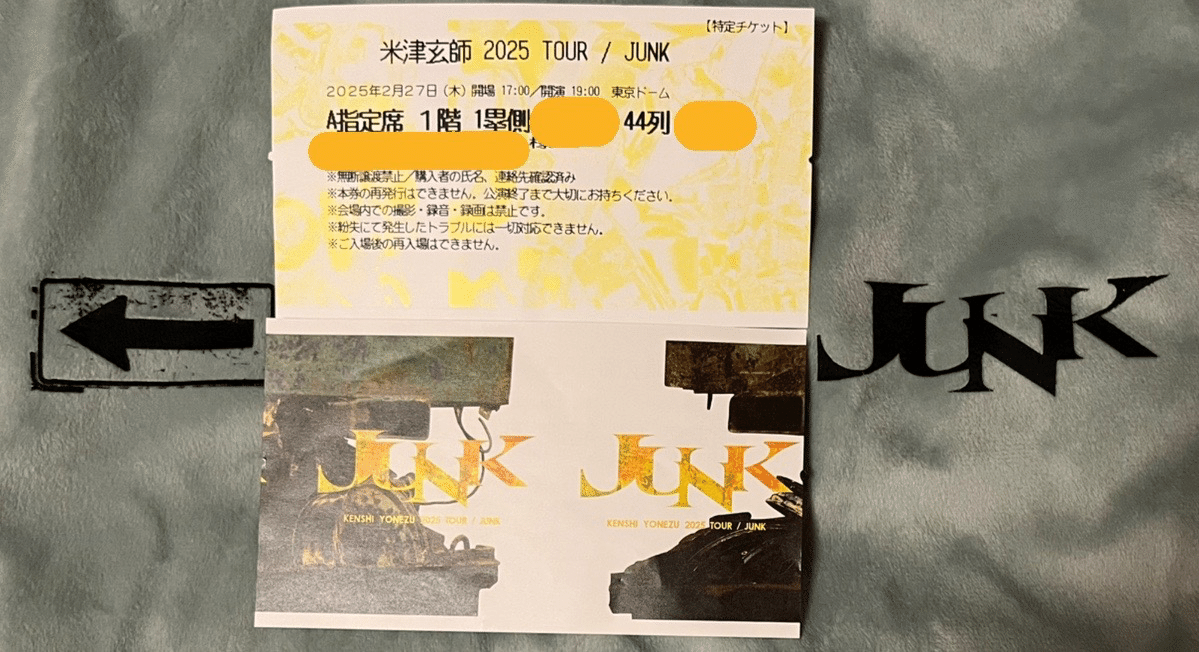 【特定チケット】
米津玄師 2025 TOUR / JUNK
2025年2月27日（木）開場 17:00／開演 19:00 東京ドーム
A指定席 1階 1塁側 44列
※無断譲渡禁止／購入者の氏名、連絡先確認済み
※本券の再発行はできません。公演終了まで大切にお持ちください。
※会場内での撮影・録音・録画は禁止です。
※紛失にて発生したトラブルには一切対応できません。
※ご入場後の再入場はできません。
JUNK
JUNK
KENSHI YONEZU 2025 TOUR / JUNK
JUNK
KENSHI YONEZU 2025 TOUR / JUNK